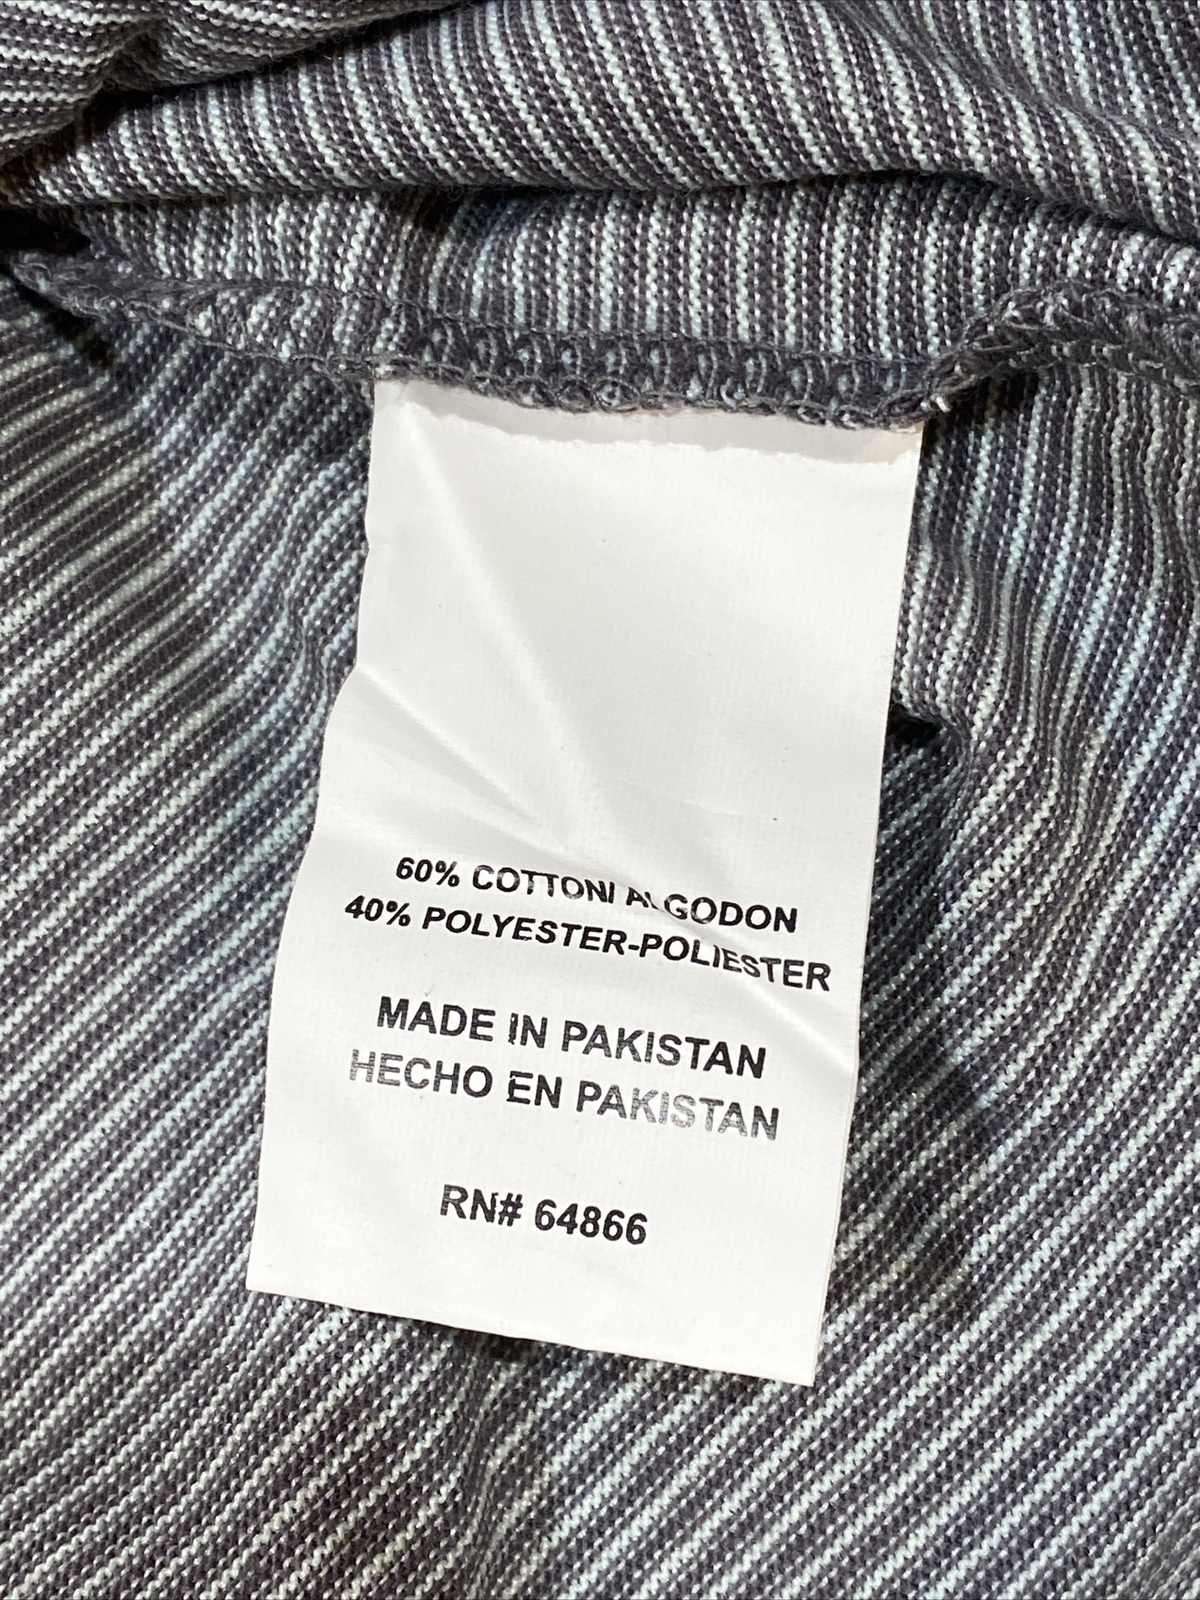 60% COTTON/ ALGODON
40% POLYESTER-POLIESTER
MADE IN PAKISTAN
HECHO EN PAKISTAN
RN# 64866